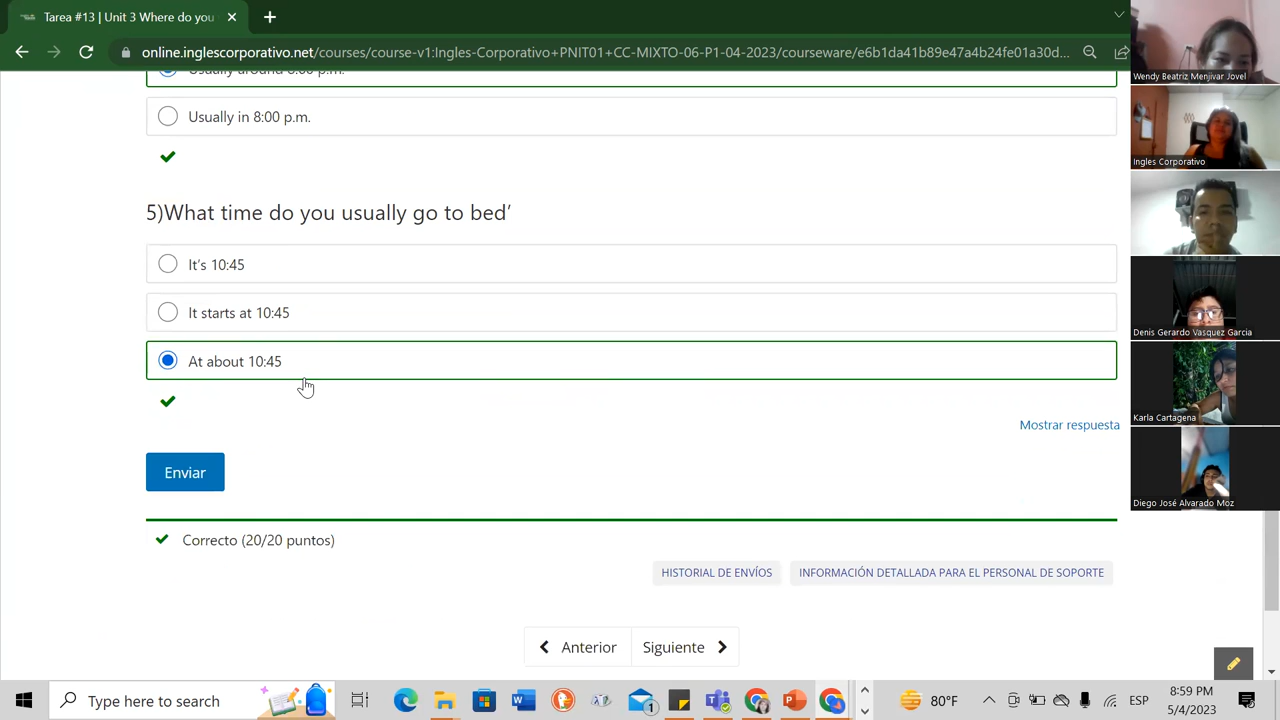 Tarea #13 | Unit 3 Where do you
online.inglescorporativo.net/courses/course-v1:Ingles-Corporativo+PNIT01+CC-MIXTO-06-P1-04-2023/courseware/e6b1da41b89e47a4b24fe01a30d...
Usually around 6:00 p.m.
Usually in 8:00 p.m.
5)What time do you usually go to bed’
It’s 10:45
It starts at 10:45
At about 10:45
Mostrar respuesta
Enviar
Correcto (20/20 puntos)
HISTORIAL DE ENVÍOS
INFORMACIÓN DETALLADA PARA EL PERSONAL DE SOPORTE
Anterior
Siguiente
Wendy Beatriz Menjivar Jovel
Ingles Corporativo
Denis Gerardo Vasquez Garcia
Karla Cartagena
Diego José Alvarado Moz
Type here to search
80°F
ESP
8:59 PM
5/4/2023